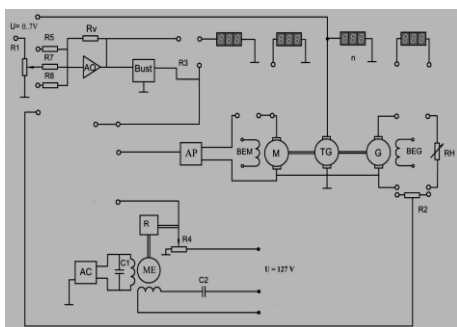 U= 0..7V
R1
R5
R7
R8
Rv
AO
Bust
R3
n
AP
BEM
M
TG
G
BEG
RH
R2
R
R4
AC
C1
ME
C2
U = 127 V